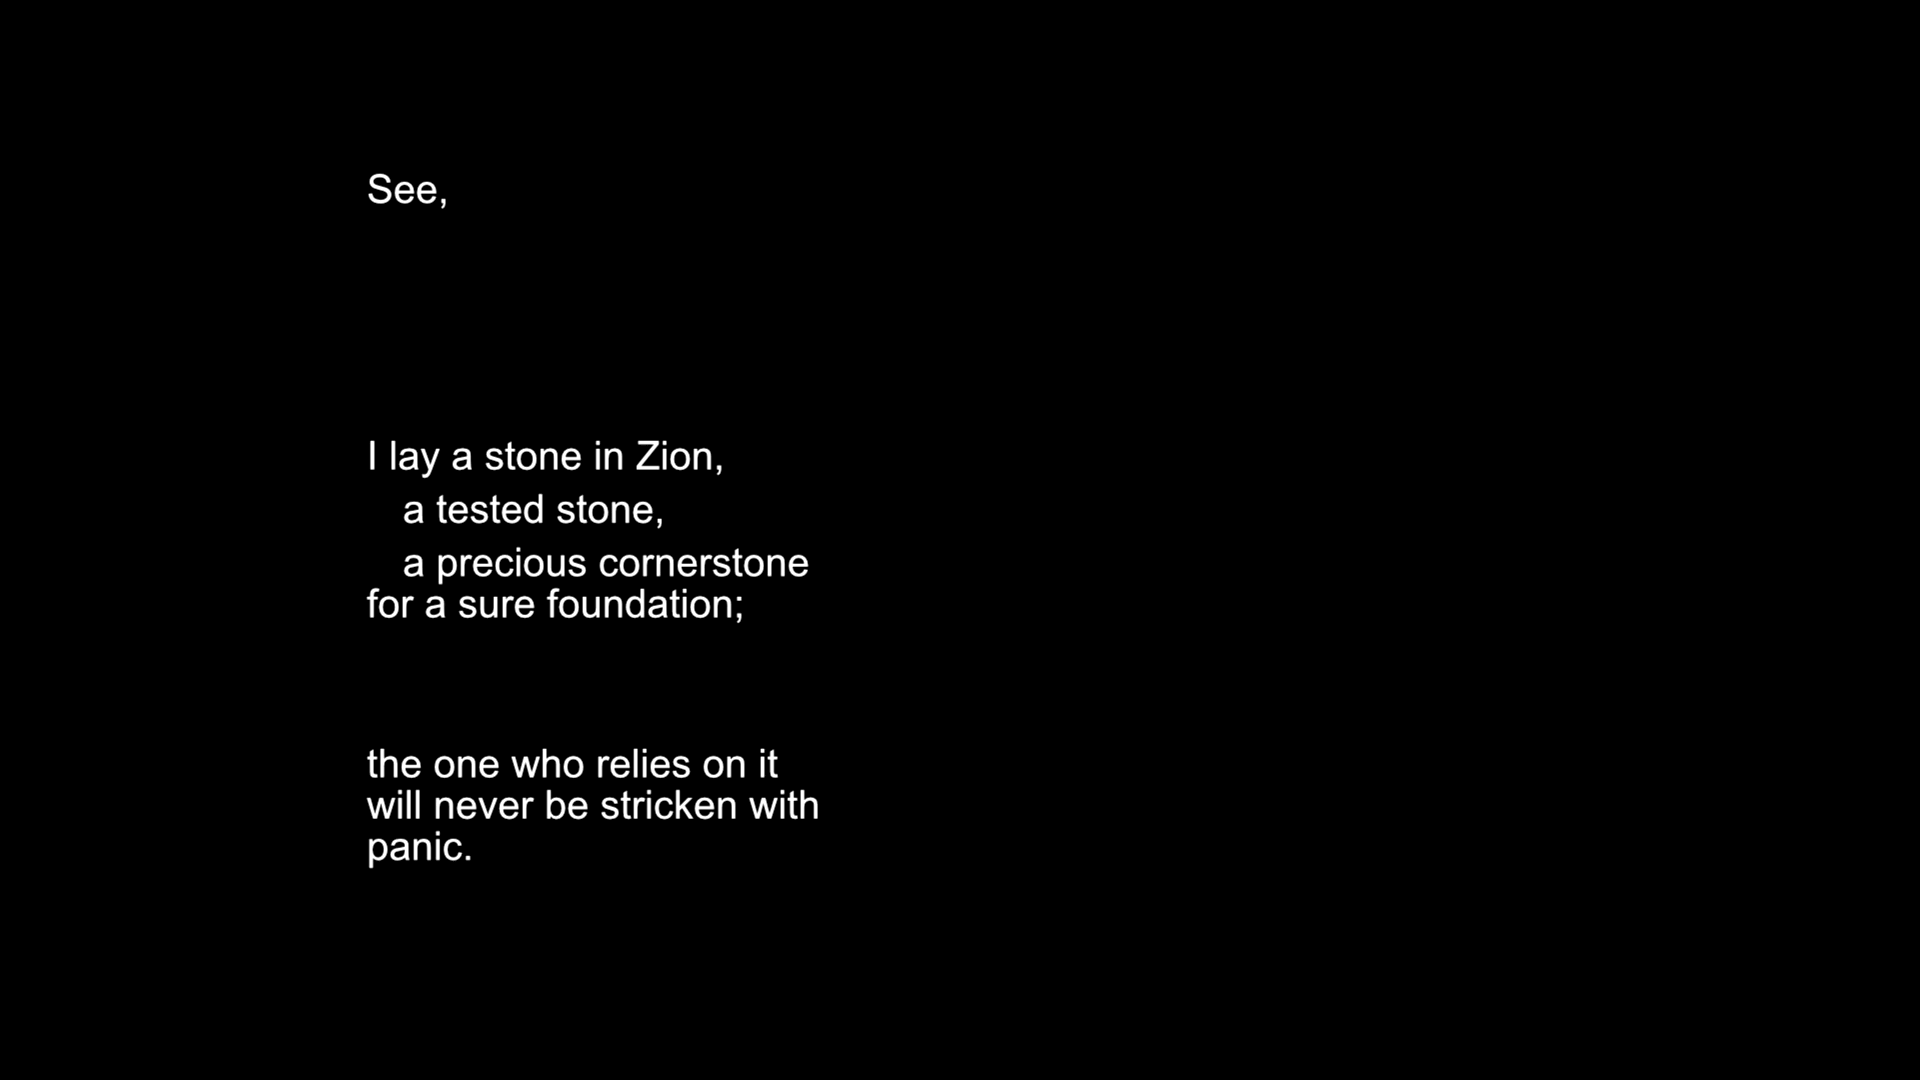 See,
I lay a stone in Zion,
a tested stone,
a precious cornerstone
for a sure foundation;
the one who relies on it
will never be stricken with
panic.